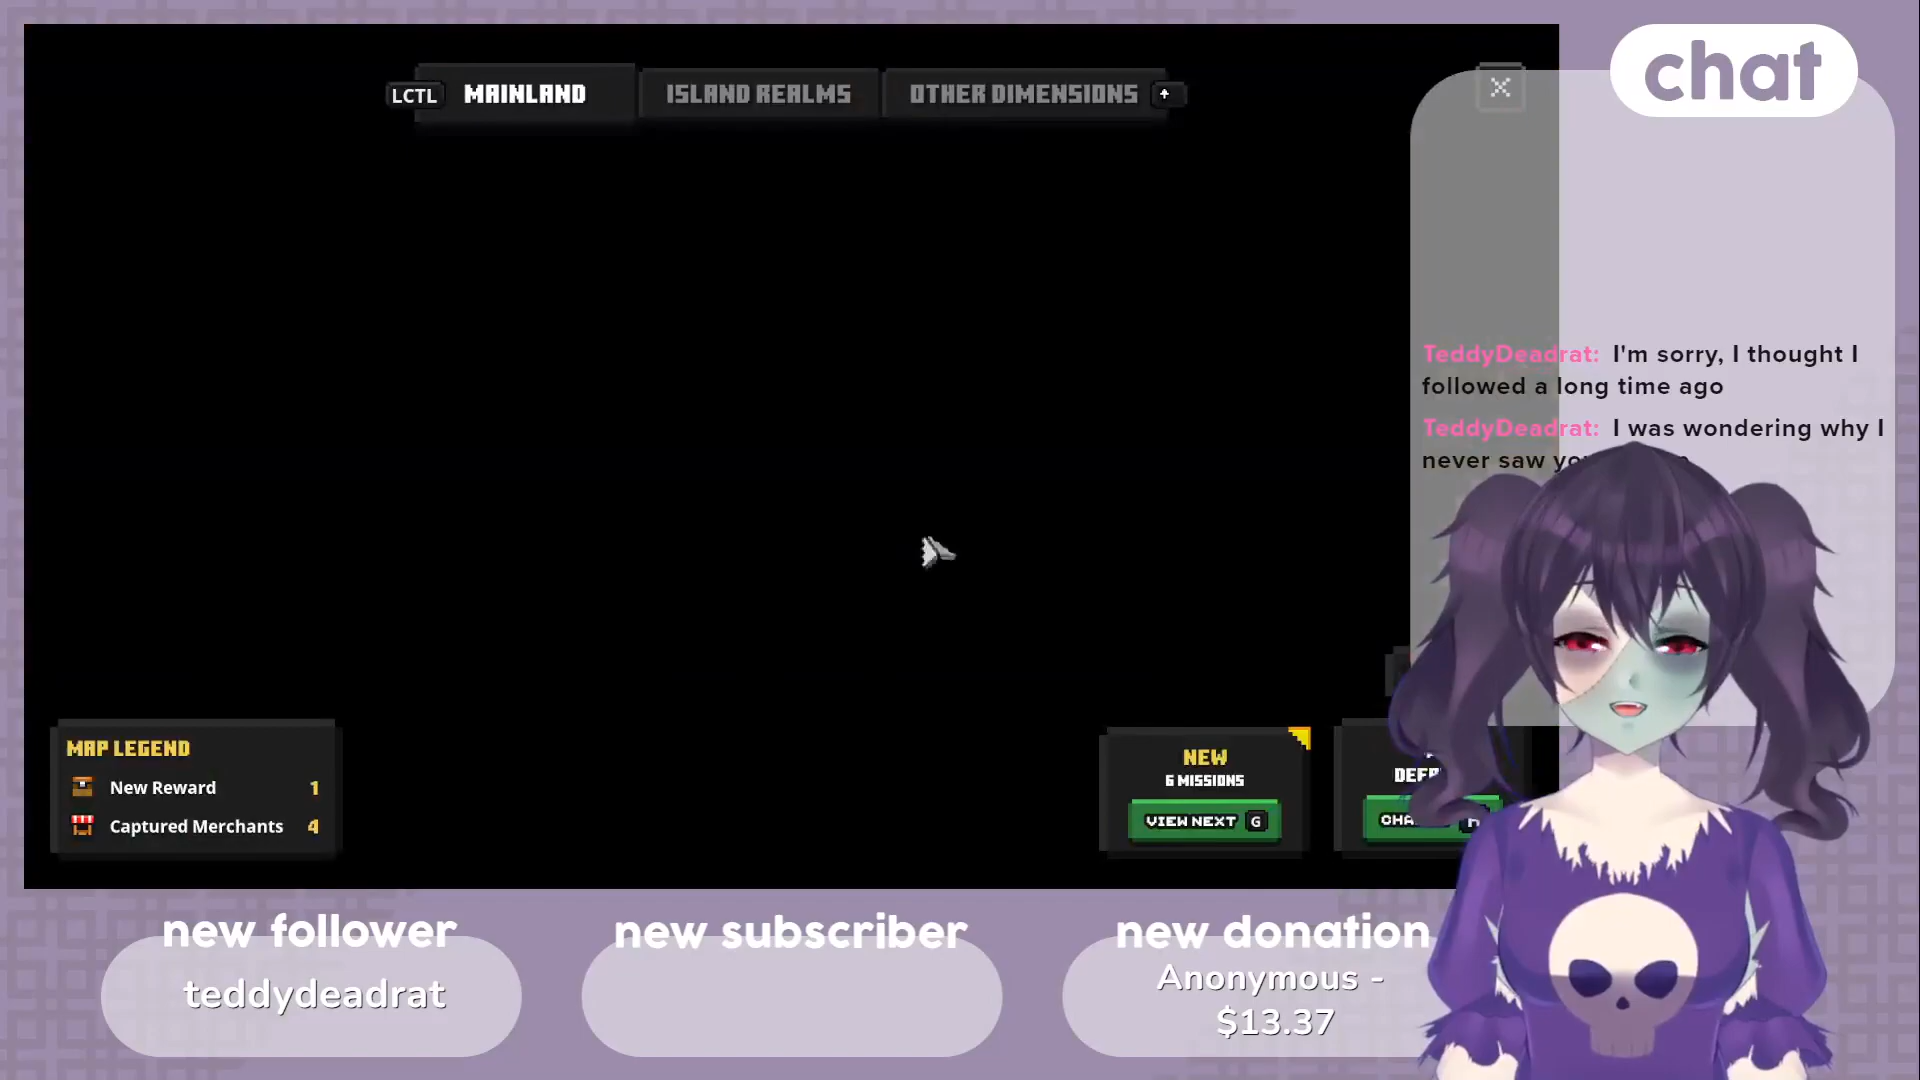 LCTL MAINLAND ISLAND REALMS OTHER DIMENSIONS
chat
TeddyDeadrat: I'm sorry, I thought I
followed a long time ago
TeddyDeadrat: I was wondering why I
never saw
MAP LEGEND
New Reward 1
Captured Merchants 4
NEW
6 MISSIONS
VIEW NEXT G
new follower
teddydeadrat
new subscriber
new donation
Anonymous -
$13.37